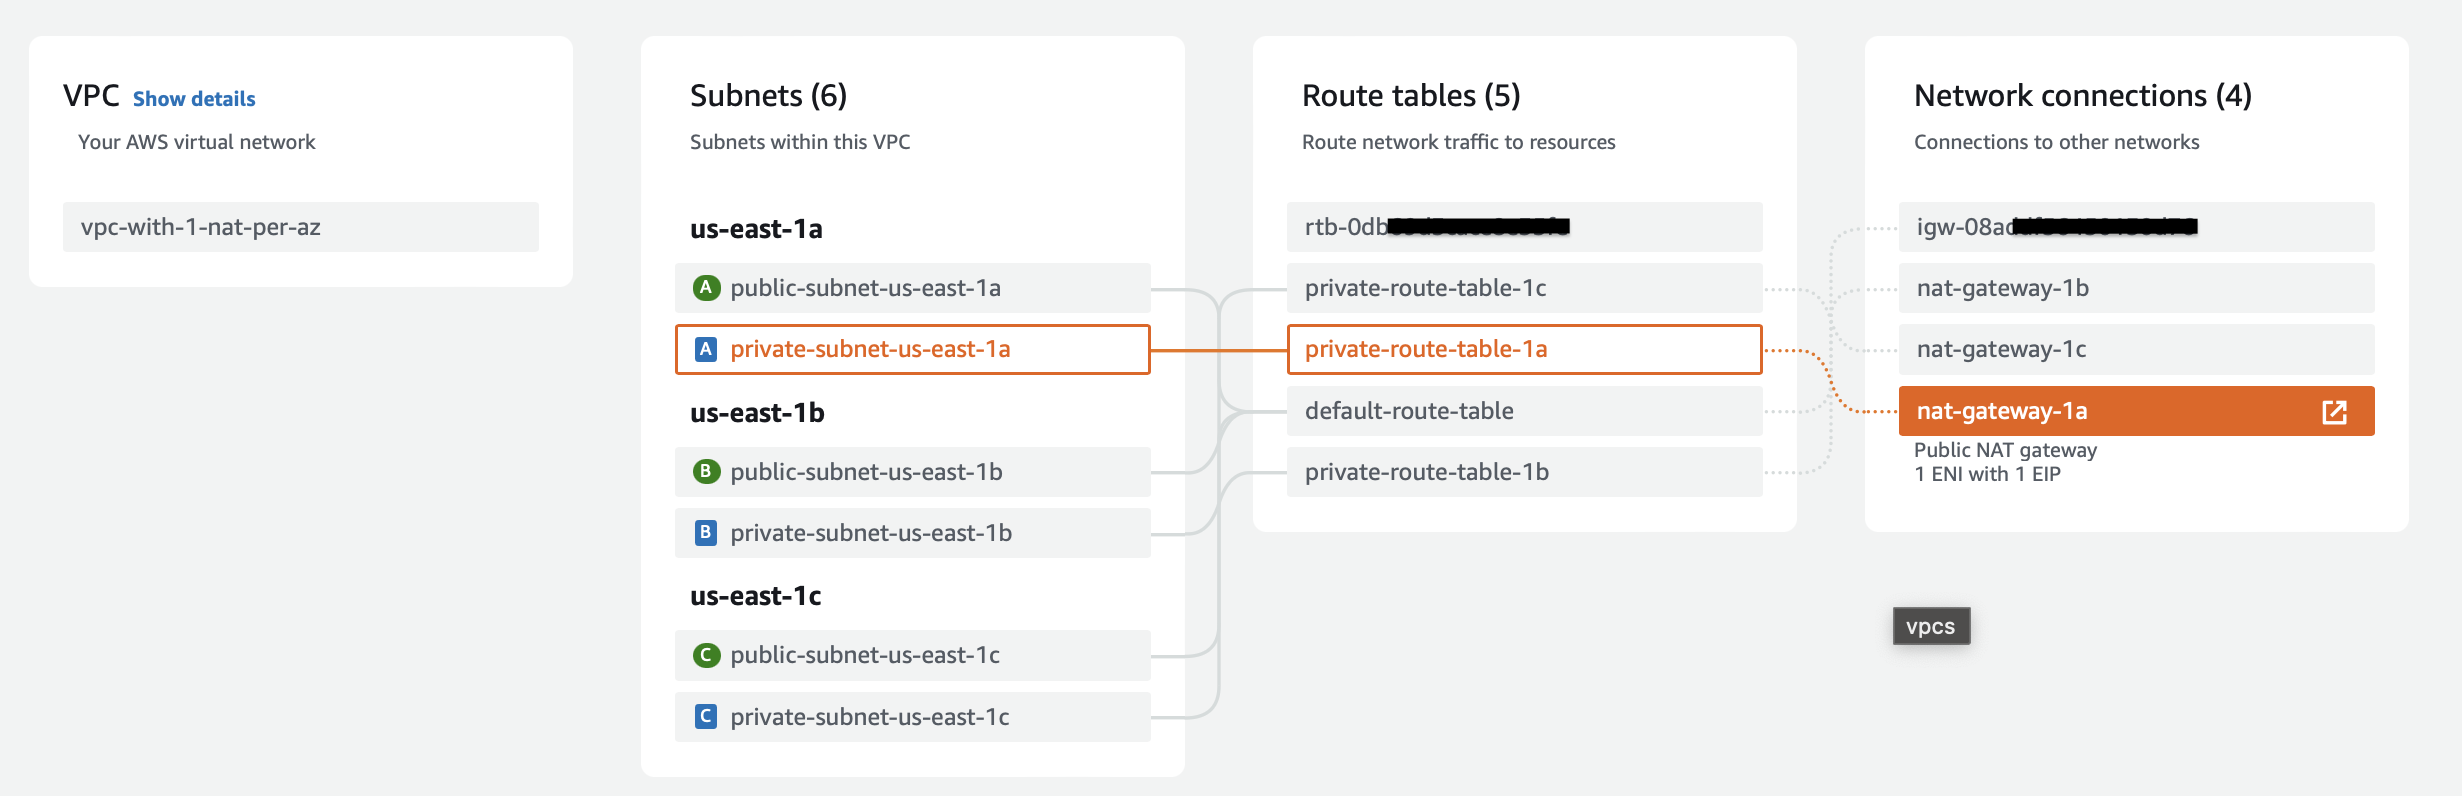 VPC Show details
Your AWS virtual network
vpc-with-1-nat-per-az
Subnets (6)
Subnets within this VPC
us-east-1a
A public-subnet-us-east-1a
A private-subnet-us-east-1a
us-east-1b
B public-subnet-us-east-1b
B private-subnet-us-east-1b
us-east-1c
C public-subnet-us-east-1c
C private-subnet-us-east-1c
Route tables (5)
Route network traffic to resources
rtb-0db
private-route-table-1c
private-route-table-1a
default-route-table
private-route-table-1b
Network connections (4)
Connections to other networks
igw-08a
nat-gateway-1b
nat-gateway-1c
nat-gateway-1a
Public NAT gateway
1 ENI with 1 EIP
vpcs